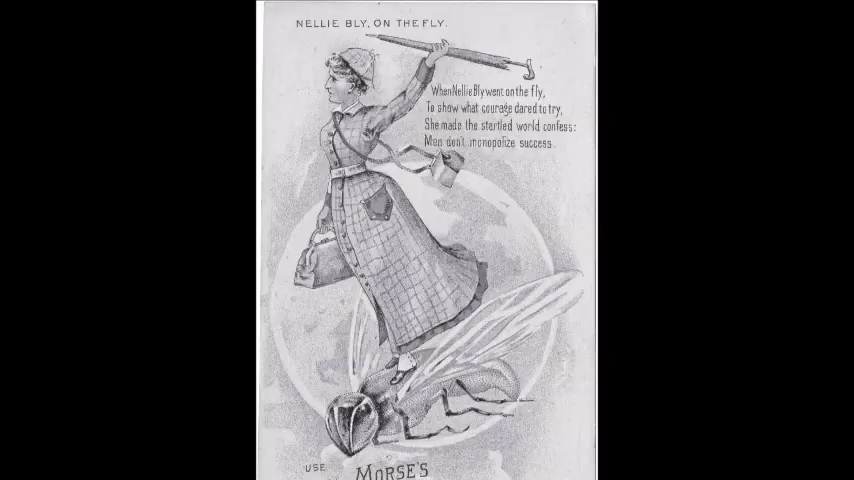 NELLIE BLY, ON THE FLY.
When Nellie Bly went on the fly,
To show what courage dared to try,
She made the startled world confess:
Men don't monopolize success.
USE MORSE'S